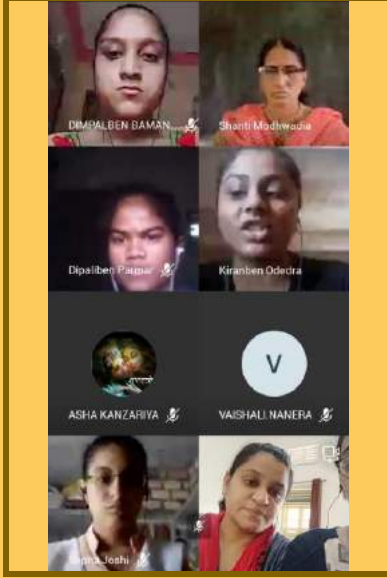 DIMPALBEN BAMAN...
Shanti Modhwadia
Dipaliben Parmar
Kiranben Odedra
V
ASHA KANZARIYA
VAISHALI NANERA
Joshi